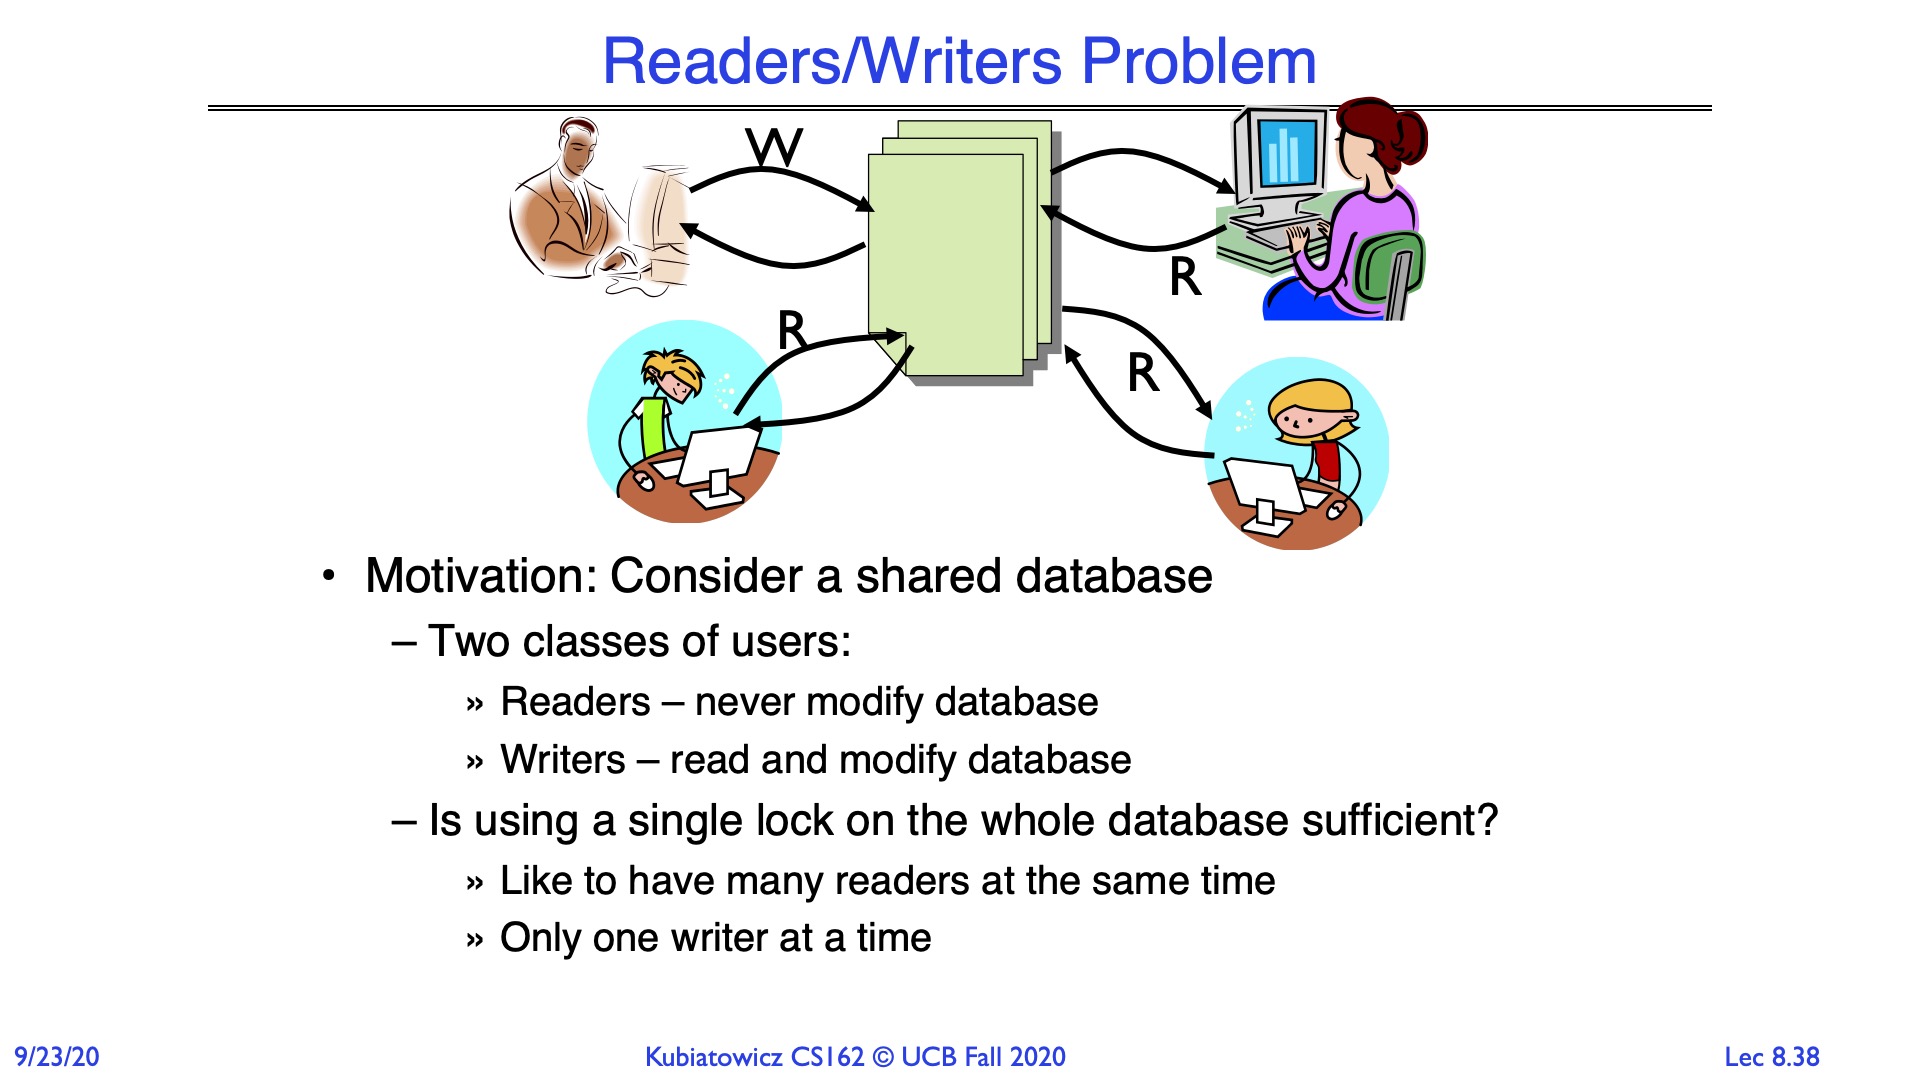 Readers/Writers Problem
W
R
R
R
• Motivation: Consider a shared database
– Two classes of users:
» Readers – never modify database
» Writers – read and modify database
– Is using a single lock on the whole database sufficient?
» Like to have many readers at the same time
» Only one writer at a time
9/23/20
Kubiatowicz CS162 © UCB Fall 2020
Lec 8.38